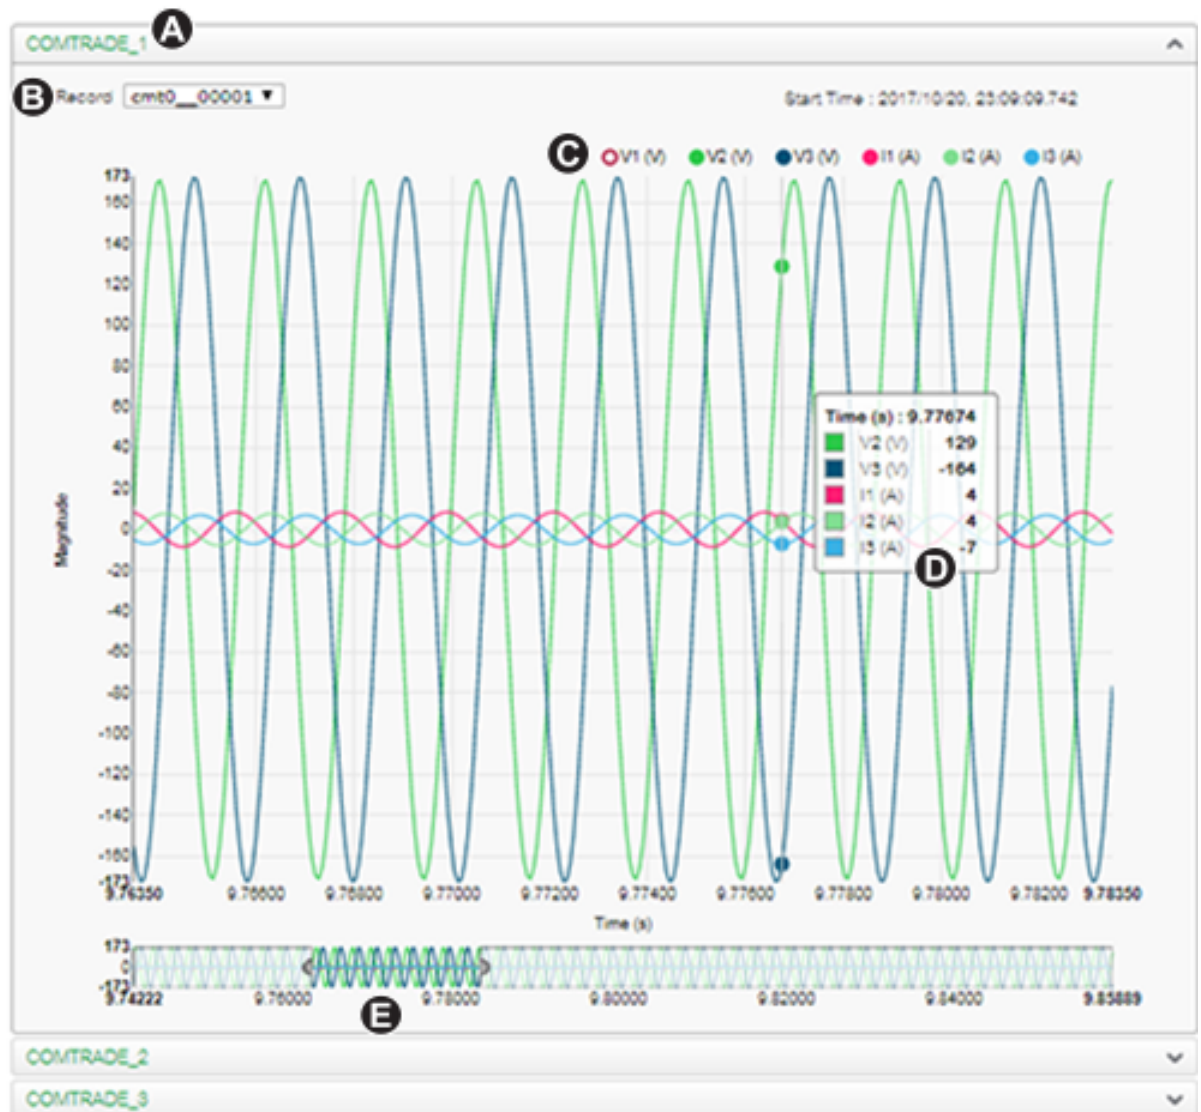 COMTRADE_1 A
B Record cmt0__00001 ▼ Start Time : 2017/10/20, 23:09:09.742
C V1 (V) V2 (V) V3 (V) I1 (A) I2 (A) I3 (A)
173
160
140
120
100
80
60
40
20
0
-20
-40
-60
-80
-100
-120
-140
-160
-173
Magnitude
Time (s) : 9.77674
V2 (V) 129
V3 (V) -164
I1 (A) 4
I2 (A) 4
I3 (A) -7
D
9.76350 9.76600 9.76800 9.77000 9.77200 9.77400 9.77600 9.77800 9.78000 9.78200 9.78350
Time (s)
173
0
-173
9.74222 9.76000 9.78000 9.80000 9.82000 9.84000 9.85889
E
COMTRADE_2
COMTRADE_3